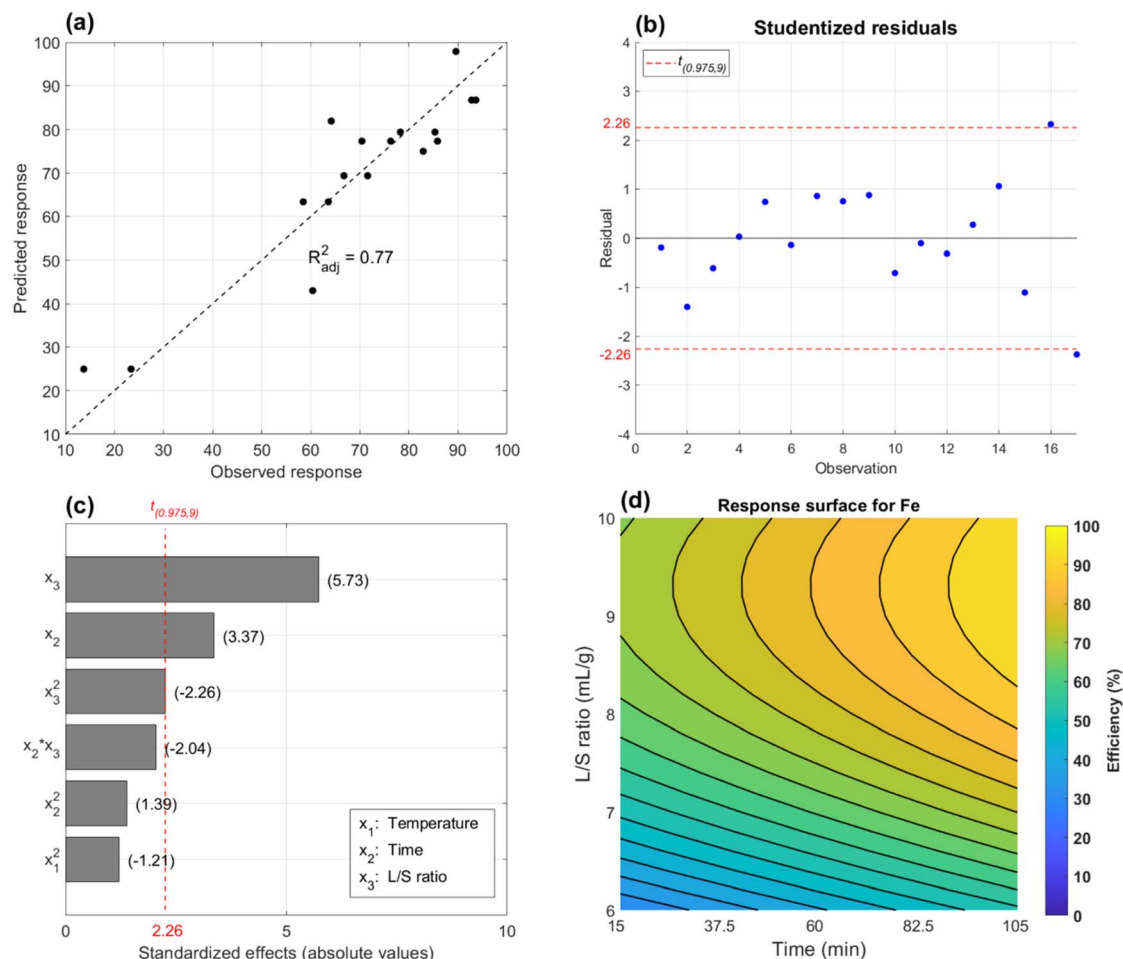 (a)
100
90
80
70
60
50
40
30
20
10
Predicted response
R²adj = 0.77
10 20 30 40 50 60 70 80 90 100
Observed response
(b)
Studentized residuals
t(0.975,9)
4
3
2.26
2
1
0
-1
-2
-2.26
-3
-4
Residual
0 2 4 6 8 10 12 14 16
Observation
(c)
t(0.975,9)
x₃ (5.73)
x₂ (3.37)
x₃² (-2.26)
x₂*x₃ (-2.04)
x₂² (1.39)
x₁² (-1.21)
x₁: Temperature
x₂: Time
x₃: L/S ratio
0 2.26 5 10
Standardized effects (absolute values)
(d)
Response surface for Fe
10
9
8
7
6
L/S ratio (mL/g)
15 37.5 60 82.5 105
Time (min)
100
90
80
70
60
50
40
30
20
10
0
Efficiency (%)